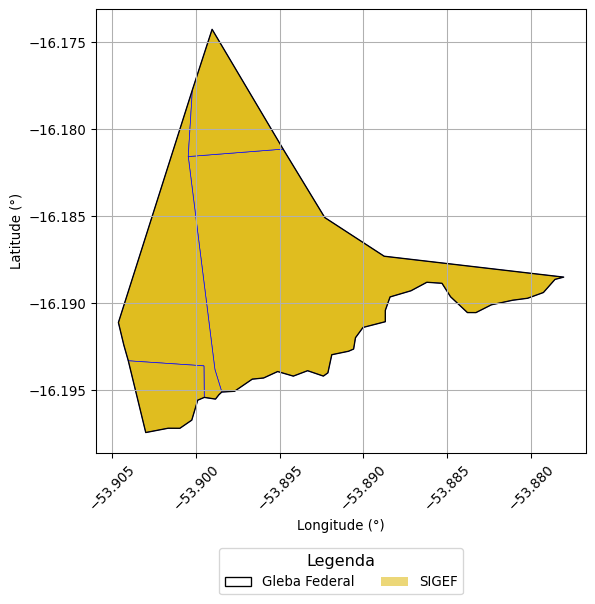 −16.175
−16.180
−16.185
−16.190
−16.195
Latitude (°)
−53.905
−53.900
−53.895
−53.890
−53.885
−53.880
Longitude (°)
Legenda
Gleba Federal
SIGEF